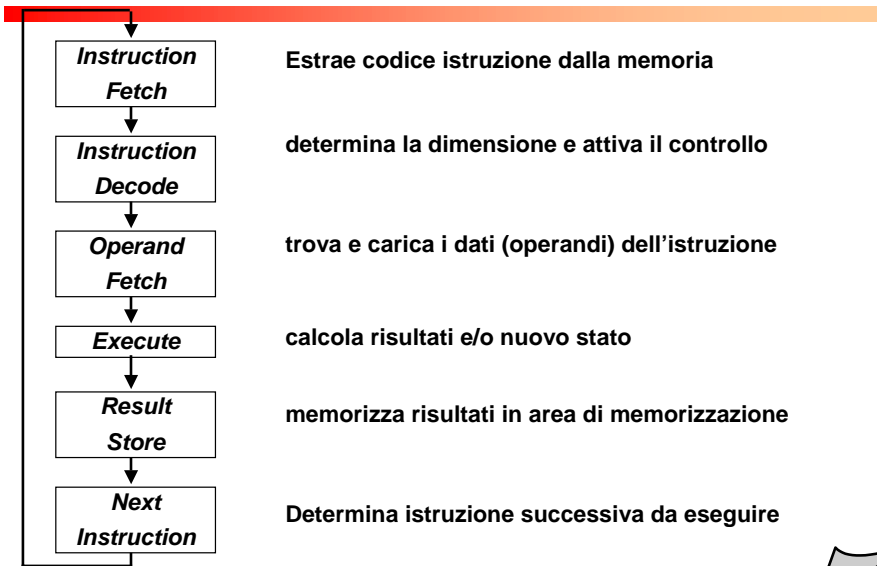 Instruction
Fetch
Estrae codice istruzione dalla memoria
Instruction
Decode
determina la dimensione e attiva il controllo
Operand
Fetch
trova e carica i dati (operandi) dell'istruzione
Execute
calcola risultati e/o nuovo stato
Result
Store
memorizza risultati in area di memorizzazione
Next
Instruction
Determina istruzione successiva da eseguire